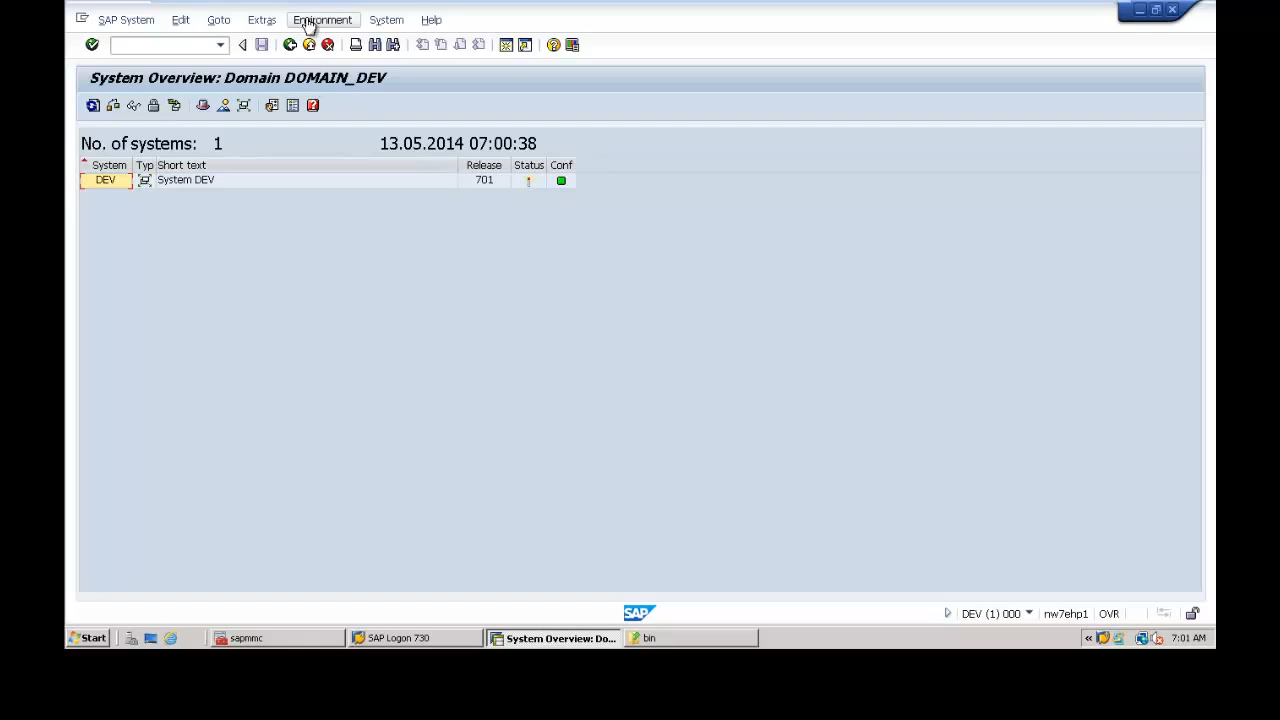 SAP System Edit Goto Extras Environment System Help
System Overview: Domain DOMAIN_DEV
No. of systems: 1 13.05.2014 07:00:38
System Typ Short text Release Status Conf
DEV System DEV 701
SAP DEV (1) 000 nw7ehp1 OVR
Start sapmmc SAP Logon 730 System Overview: Do... bin « 7:01 AM